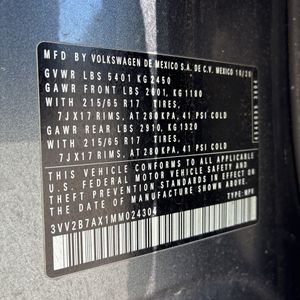 MFD BY VOLKSWAGEN DE MEXICO S.A. DE C.V. MEXICO 10/20
GVWR LBS 5401 KG 2450
GAWR FRONT LBS 2601, KG 1180
WITH 215/65 R17 TIRES,
7JX17 RIMS, AT 280 KPA, 41 PSI COLD
GAWR REAR LBS 2910, KG 1320
WITH 215/65 R17 TIRES,
7JX17 RIMS, AT 280 KPA, 41 PSI COLD
THIS VEHICLE CONFORMS TO ALL APPLICABLE
FEDERAL MOTOR VEHICLE SAFETY AND
THEFT PREVENTION STANDARDS IN EFFECT ON
THE DATE OF MANUFACTURE SHOWN ABOVE.
3VV2B7AX1MM024304
TYPE: MPV